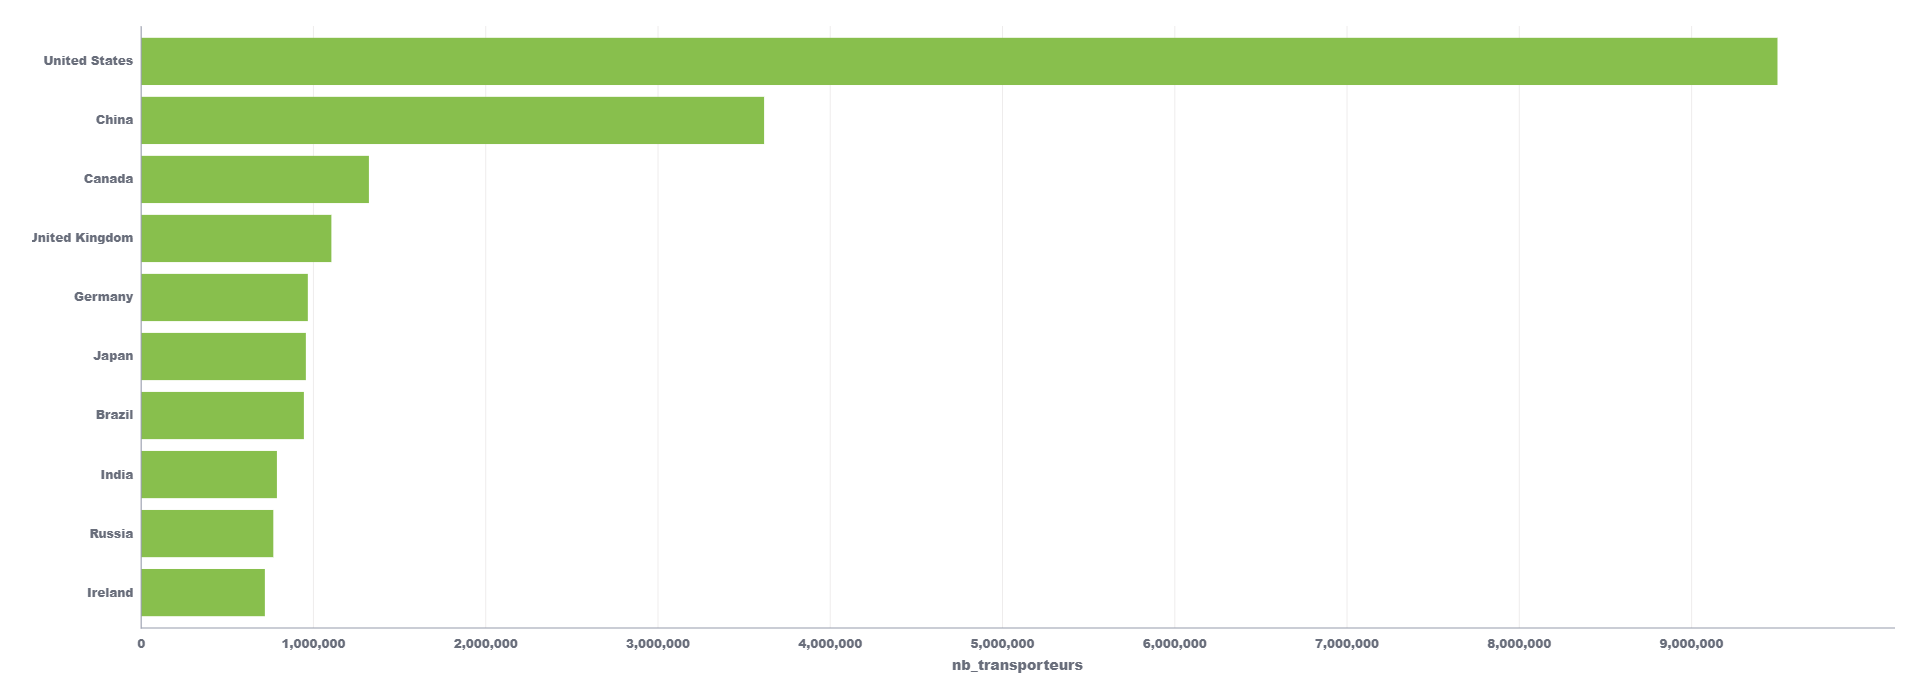 United States
China
Canada
United Kingdom
Germany
Japan
Brazil
India
Russia
Ireland
0 1,000,000 2,000,000 3,000,000 4,000,000 5,000,000 6,000,000 7,000,000 8,000,000 9,000,000
nb_transporteurs